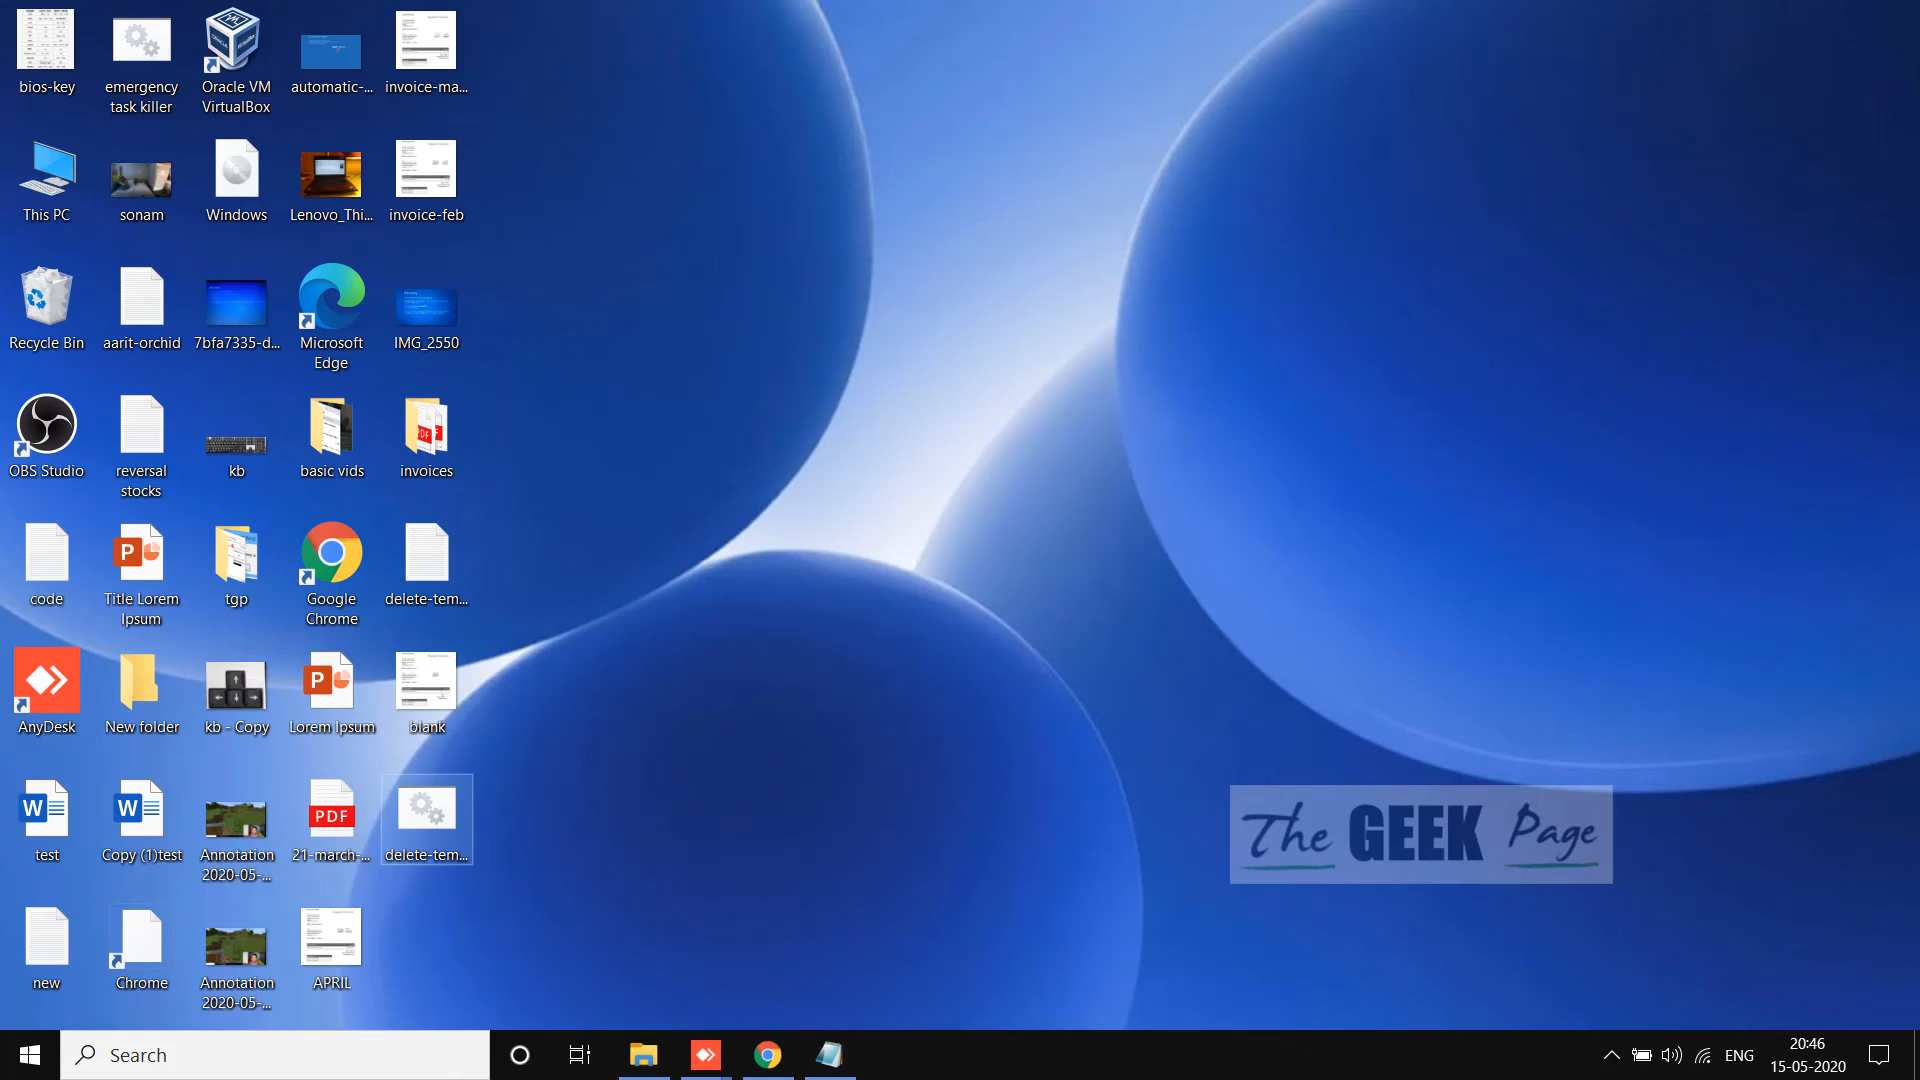 bios-key
emergency
task killer
Oracle VM
VirtualBox
automatic-...
invoice-ma...
This PC
sonam
Windows
Lenovo_Thi...
invoice-feb
Recycle Bin
aarit-orchid
7bfa7335-d...
Microsoft
Edge
IMG_2550
OBS Studio
reversal
stocks
kb
basic vids
invoices
code
Title Lorem
Ipsum
tgp
Google
Chrome
delete-tem...
AnyDesk
New folder
kb - Copy
Lorem Ipsum
blank
test
Copy (1)test
Annotation
2020-05-...
21-march-...
delete-tem...
new
Chrome
Annotation
2020-05-...
APRIL
PDF
The GEEK Page
Search
ENG
20:46
15-05-2020